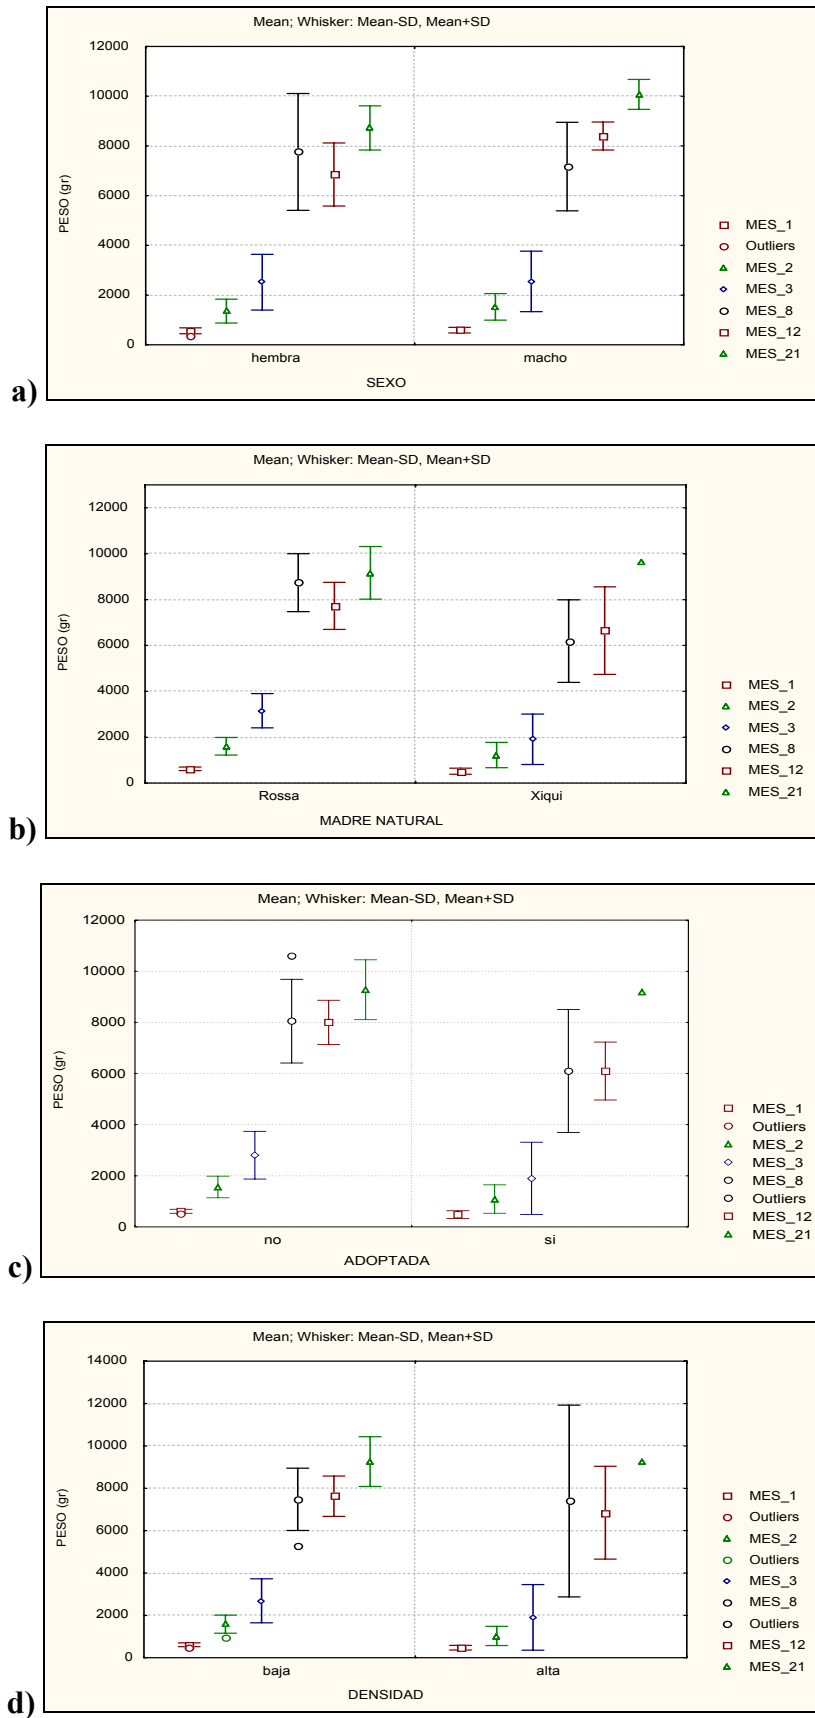 Mean; Whisker: Mean-SD, Mean+SD
12000
10000
8000
6000
4000
2000
0
PESO (gr)
hembra macho
SEXO
MES_1
Outliers
MES_2
MES_3
MES_8
MES_12
MES_21
a)
Mean; Whisker: Mean-SD, Mean+SD
12000
10000
8000
6000
4000
2000
0
PESO (gr)
Rossa Xiqui
MADRE NATURAL
MES_1
MES_2
MES_3
MES_8
MES_12
MES_21
b)
Mean; Whisker: Mean-SD, Mean+SD
12000
10000
8000
6000
4000
2000
0
PESO (gr)
no si
ADOPTADA
MES_1
Outliers
MES_2
MES_3
MES_8
Outliers
MES_12
MES_21
c)
Mean; Whisker: Mean-SD, Mean+SD
14000
12000
10000
8000
6000
4000
2000
0
PESO (gr)
baja alta
DENSIDAD
MES_1
Outliers
MES_2
Outliers
MES_3
MES_8
Outliers
MES_12
MES_21
d)